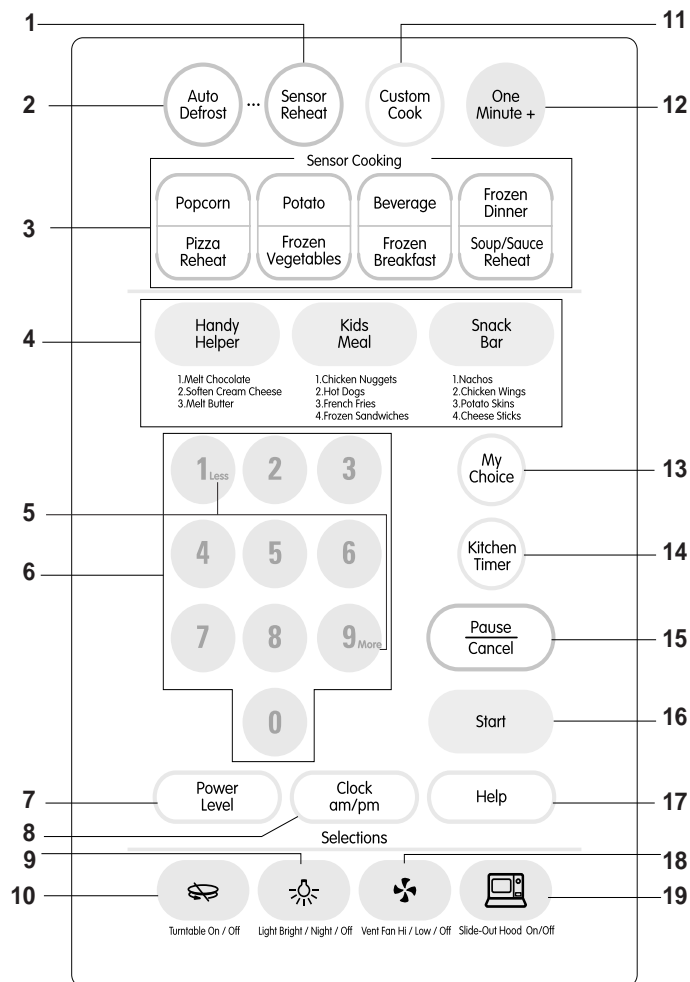 1
11
2
Auto
Defrost
...
Sensor
Reheat
Custom
Cook
One
Minute +
12
Sensor Cooking
3
Popcorn
Potato
Beverage
Frozen
Dinner
Pizza
Reheat
Frozen
Vegetables
Frozen
Breakfast
Soup/Sauce
Reheat
4
Handy
Helper
Kids
Meal
Snack
Bar
1.Melt Chocolate
2.Soften Cream Cheese
3.Melt Butter
1.Chicken Nuggets
2.Hot Dogs
3.French Fries
4.Frozen Sandwiches
1.Nachos
2.Chicken Wings
3.Potato Skins
4.Cheese Sticks
1 Less
2
3
My
Choice
13
5
6
4
5
6
Kitchen
Timer
14
7
8
9 More
Pause
Cancel
15
0
Start
16
7
Power
Level
Clock
am/pm
Help
17
8
Selections
9
18
10
19
Turntable On / Off
Light Bright / Night / Off
Vent Fan Hi / Low / Off
Slide-Out Hood On/Off